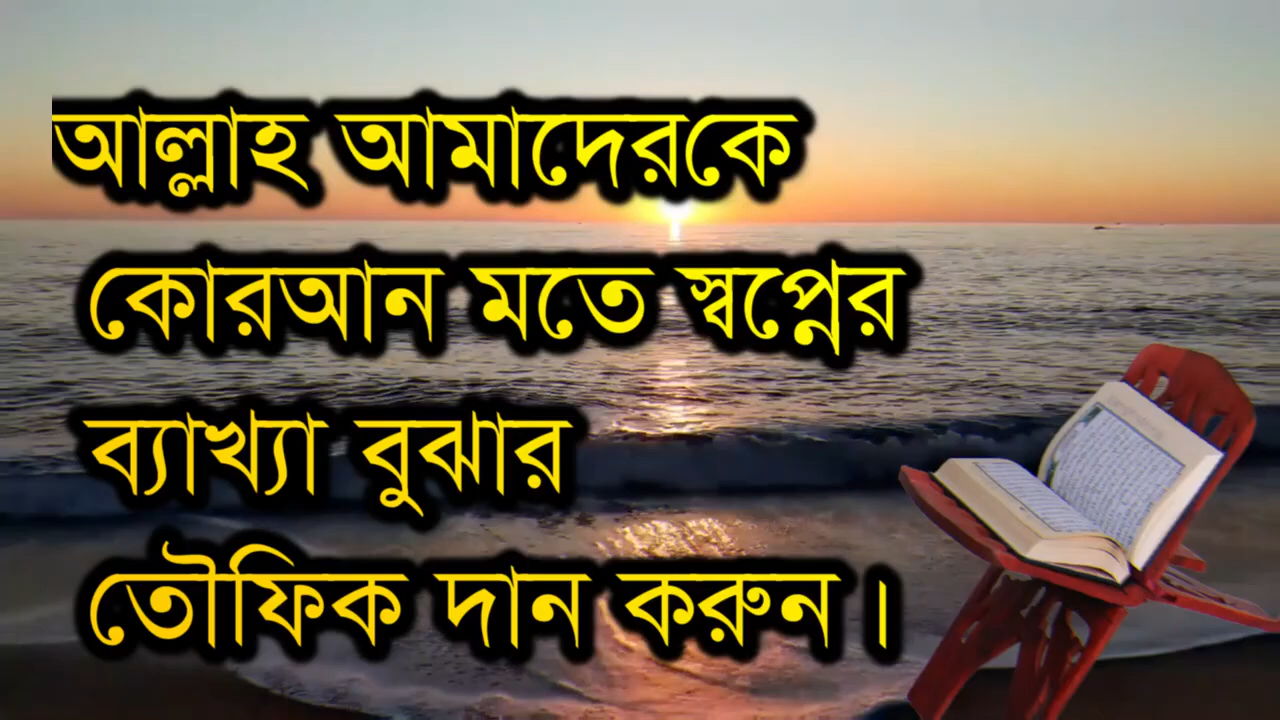 আল্লাহ আমাদেরকে
কোরআন মতে স্বপ্নের
ব্যাখ্যা বুঝার
তৌফিক দান করুন।